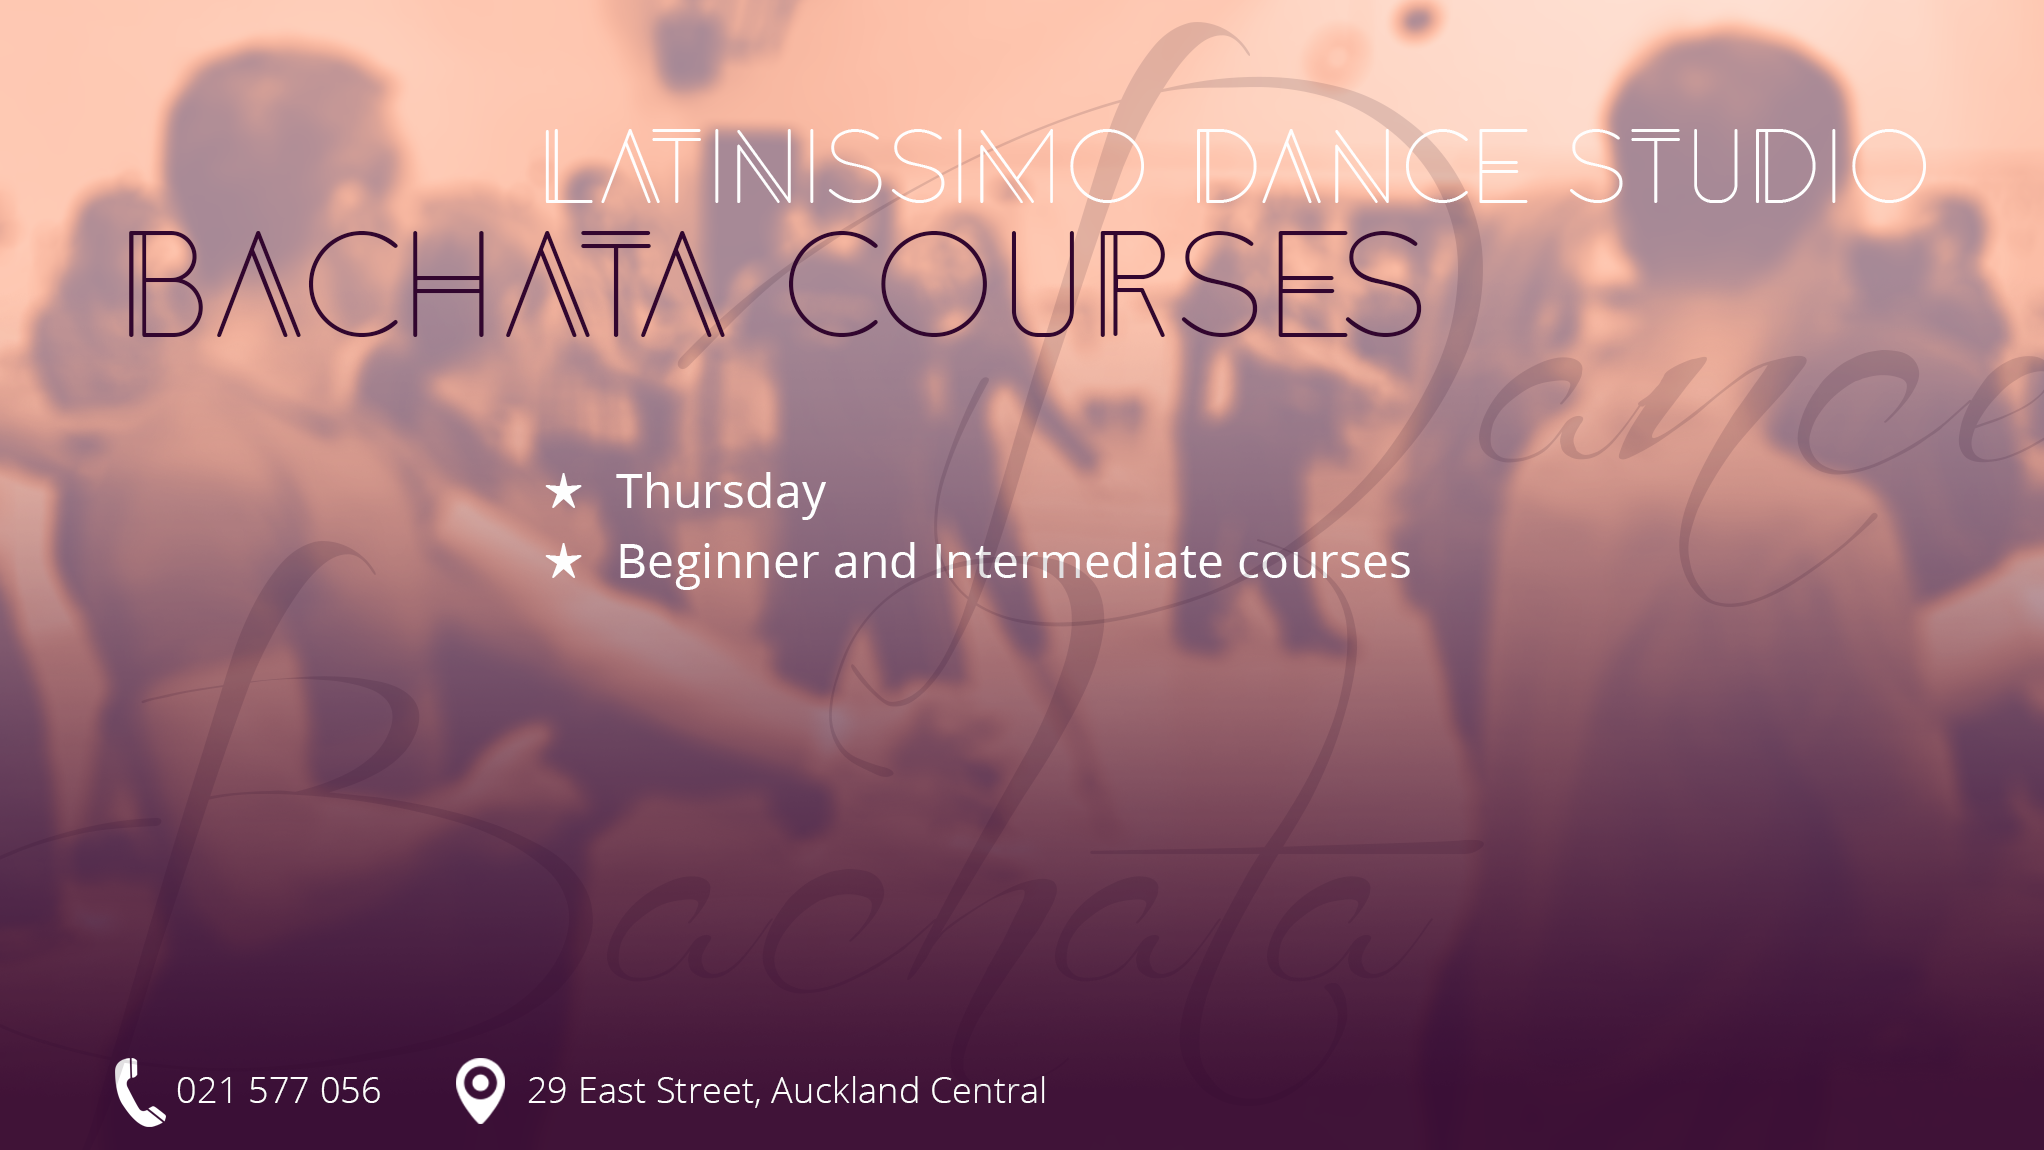 LATINISSIMO DANCE STUDIO
BACHATA COURSES
Dance
★ Thursday
★ Beginner and Intermediate courses
Bachata
021 577 056
29 East Street, Auckland Central